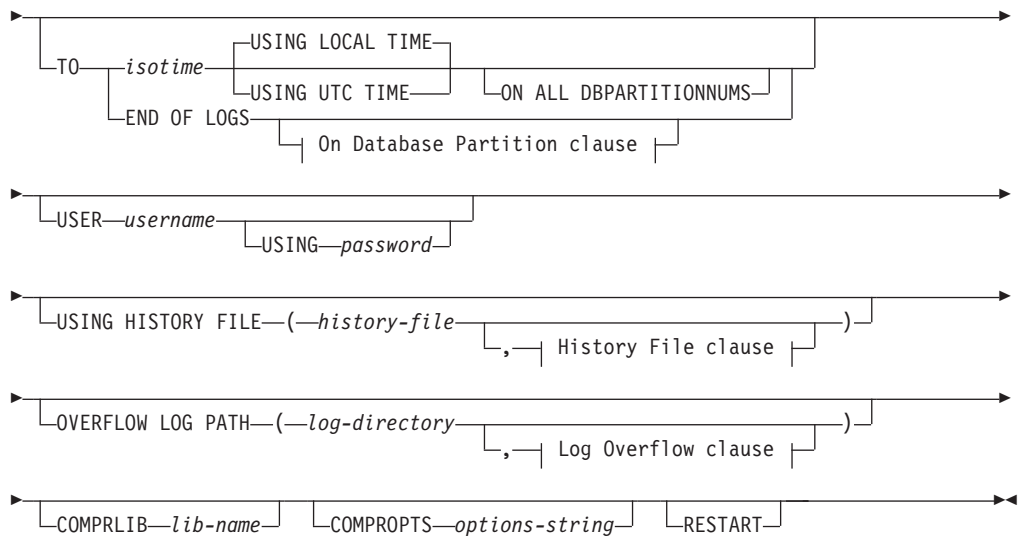 USING LOCAL TIME
TO isotime
USING UTC TIME ON ALL DBPARTITIONNUMS
END OF LOGS
On Database Partition clause
USER username
USING password
USING HISTORY FILE ( history-file )
, History File clause
OVERFLOW LOG PATH ( log-directory )
, Log Overflow clause
COMPRLIB lib-name COMPROPTS options-string RESTART